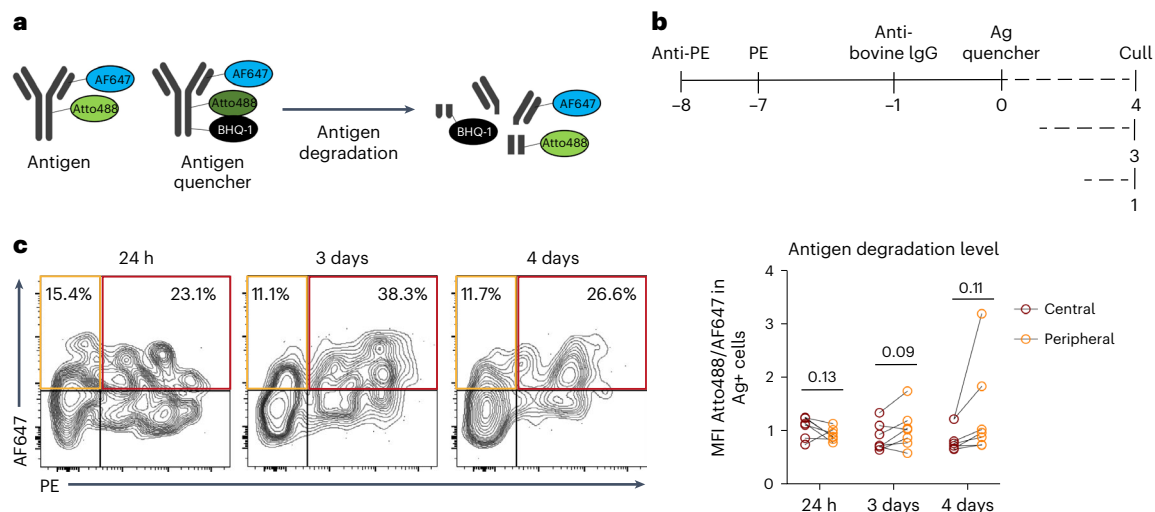 a
AF647
Atto488
Antigen
AF647
Atto488
BHQ-1
Antigen
quencher
Antigen
degradation
BHQ-1
AF647
Atto488
b
Anti-PE
PE
Anti-
bovine lgG
Ag
quencher
Cull
−8
−7
−1
0
4
3
1
c
24 h
3 days
4 days
15.4%
23.1%
11.1%
38.3%
11.7%
26.6%
AF647
PE
Antigen degradation level
MFI Atto488/AF647 in
Ag+ cells
4
3
2
1
0
0.13
0.09
0.11
24 h
3 days
4 days
Central
Peripheral